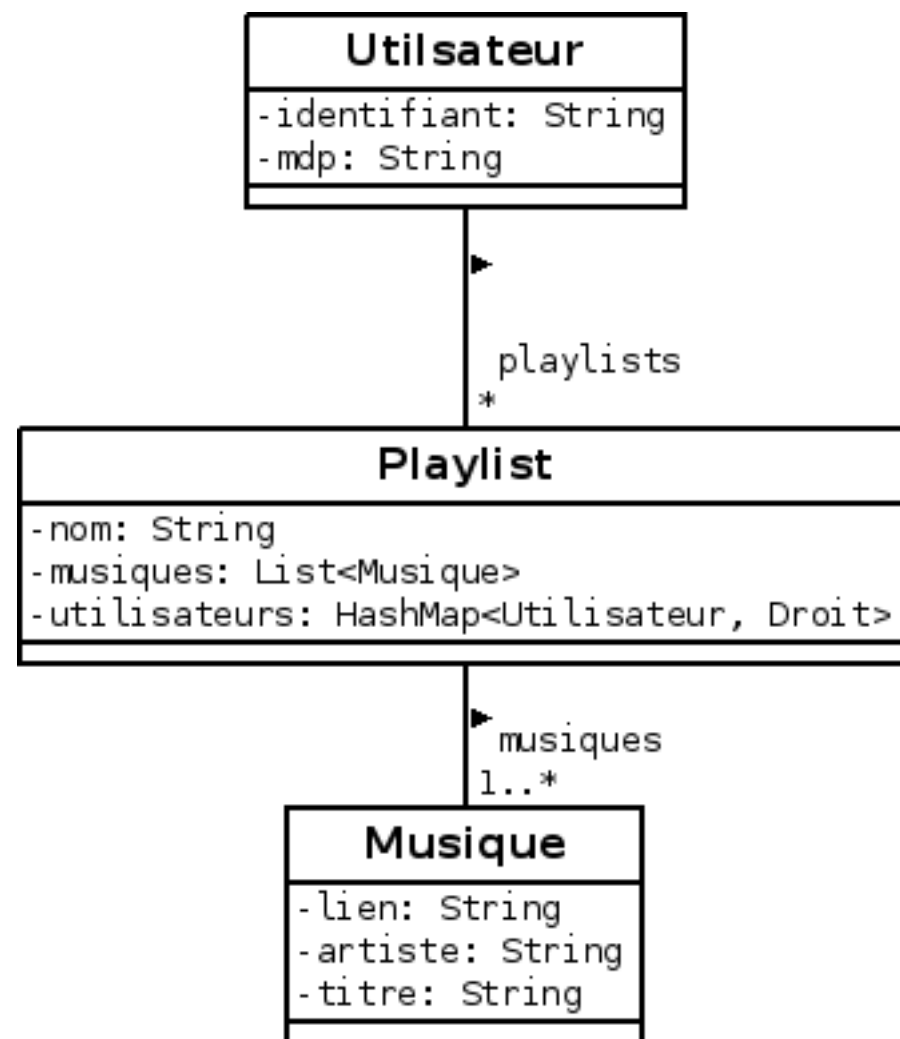 Utilsateur
-identifiant: String
-mdp: String
playlists
*
Playlist
-nom: String
-musiques: List<Musique>
-utilisateurs: HashMap<Utilisateur, Droit>
musiques
1..*
Musique
-lien: String
-artiste: String
-titre: String